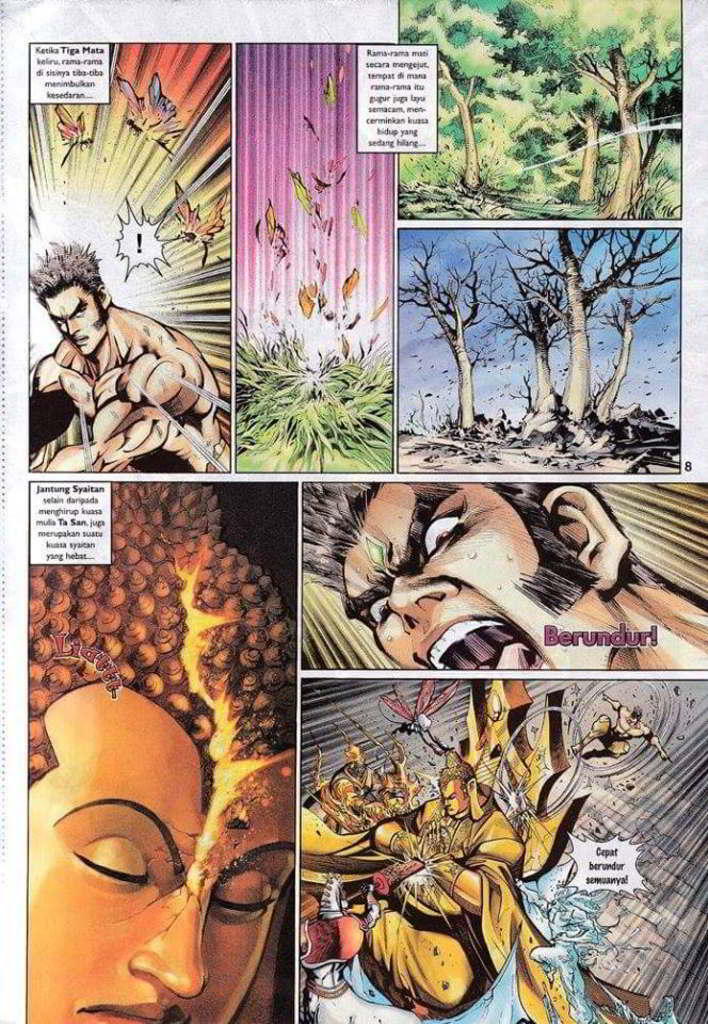 Ketika Tiga Mata
keliru, rama-rama
di sisinya tiba-tiba
menimbulkan
kesedaran....
!
Rama-rama mati
secara mengejut,
tempat di mana
rama-rama itu
gugur juga layu
semacam, men-
cerminkan kuasa
hidup yang
sedang hilang....
8
Jantung Syaitan
selain daripada
menghirup kuasa
mulia Ta San, juga
merupakan suatu
kuasa syaitan
yang hebat....
Berundur!
Cepat
berundur
semuanya!